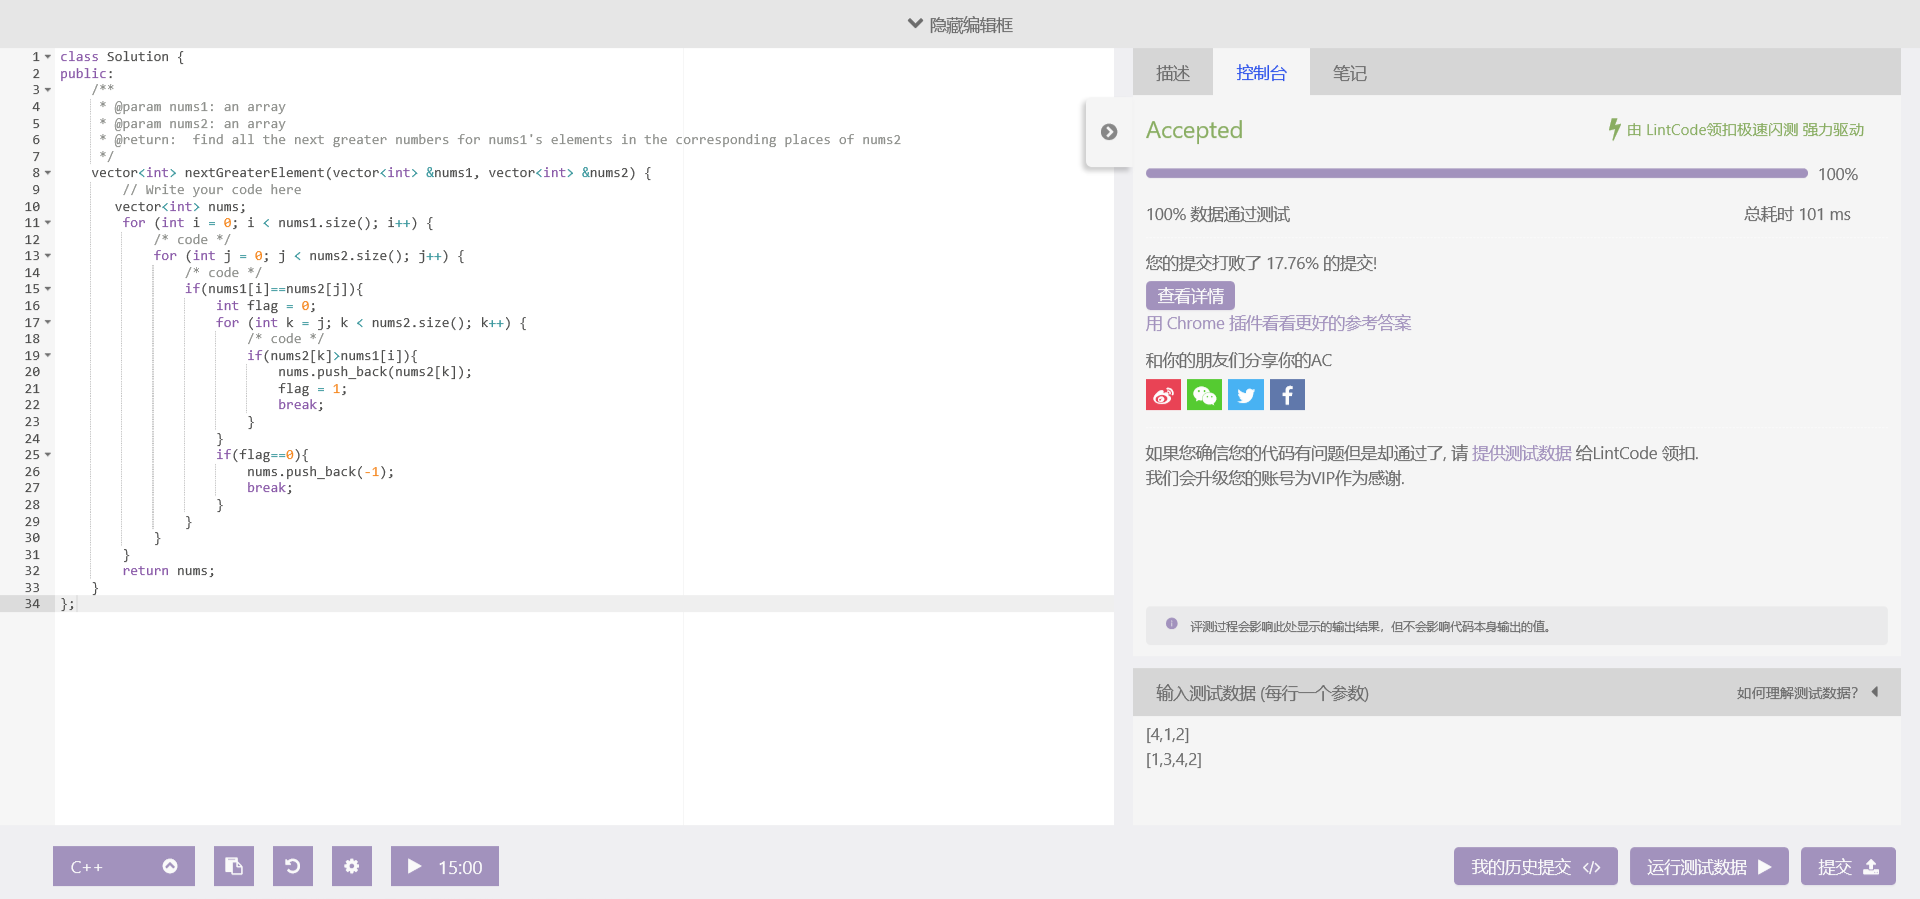 隐藏编辑框
1 class Solution {
2 public:
3     /**
4      * @param nums1: an array
5      * @param nums2: an array
6      * @return:  find all the next greater numbers for nums1's elements in the corresponding places of nums2
7      */
8     vector<int> nextGreaterElement(vector<int> &nums1, vector<int> &nums2) {
9         // Write your code here
10        vector<int> nums;
11         for (int i = 0; i < nums1.size(); i++) {
12             /* code */
13             for (int j = 0; j < nums2.size(); j++) {
14                 /* code */
15                 if(nums1[i]==nums2[j]){
16                     int flag = 0;
17                     for (int k = j; k < nums2.size(); k++) {
18                         /* code */
19                         if(nums2[k]>nums1[i]){
20                             nums.push_back(nums2[k]);
21                             flag = 1;
22                             break;
23                         }
24                     }
25                     if(flag==0){
26                         nums.push_back(-1);
27                         break;
28                     }
29                 }
30             }
31         }
32         return nums;
33     }
34 };
描述 控制台 笔记
Accepted 由 LintCode领扣极速闪测 强力驱动
100%
100% 数据通过测试 总耗时 101 ms
您的提交打败了 17.76% 的提交!
查看详情
用 Chrome 插件看看更好的参考答案
和你的朋友们分享你的AC
如果您确信您的代码有问题但是却通过了, 请 提供测试数据 给LintCode 领扣.
我们会升级您的账号为VIP作为感谢.
评测过程会影响此处显示的输出结果，但不会影响代码本身输出的值。
输入测试数据 (每行一个参数) 如何理解测试数据?
[4,1,2]
[1,3,4,2]
C++ 15:00 我的历史提交 运行测试数据 提交